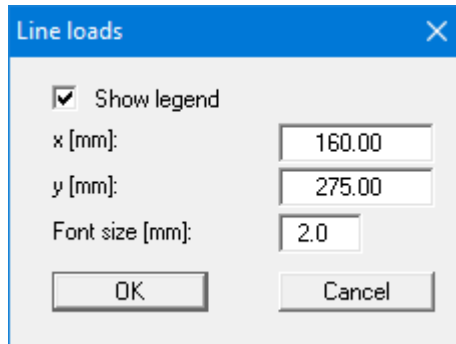 Line loads
Show legend
x [mm]: 160.00
y [mm]: 275.00
Font size [mm]: 2.0
OK Cancel